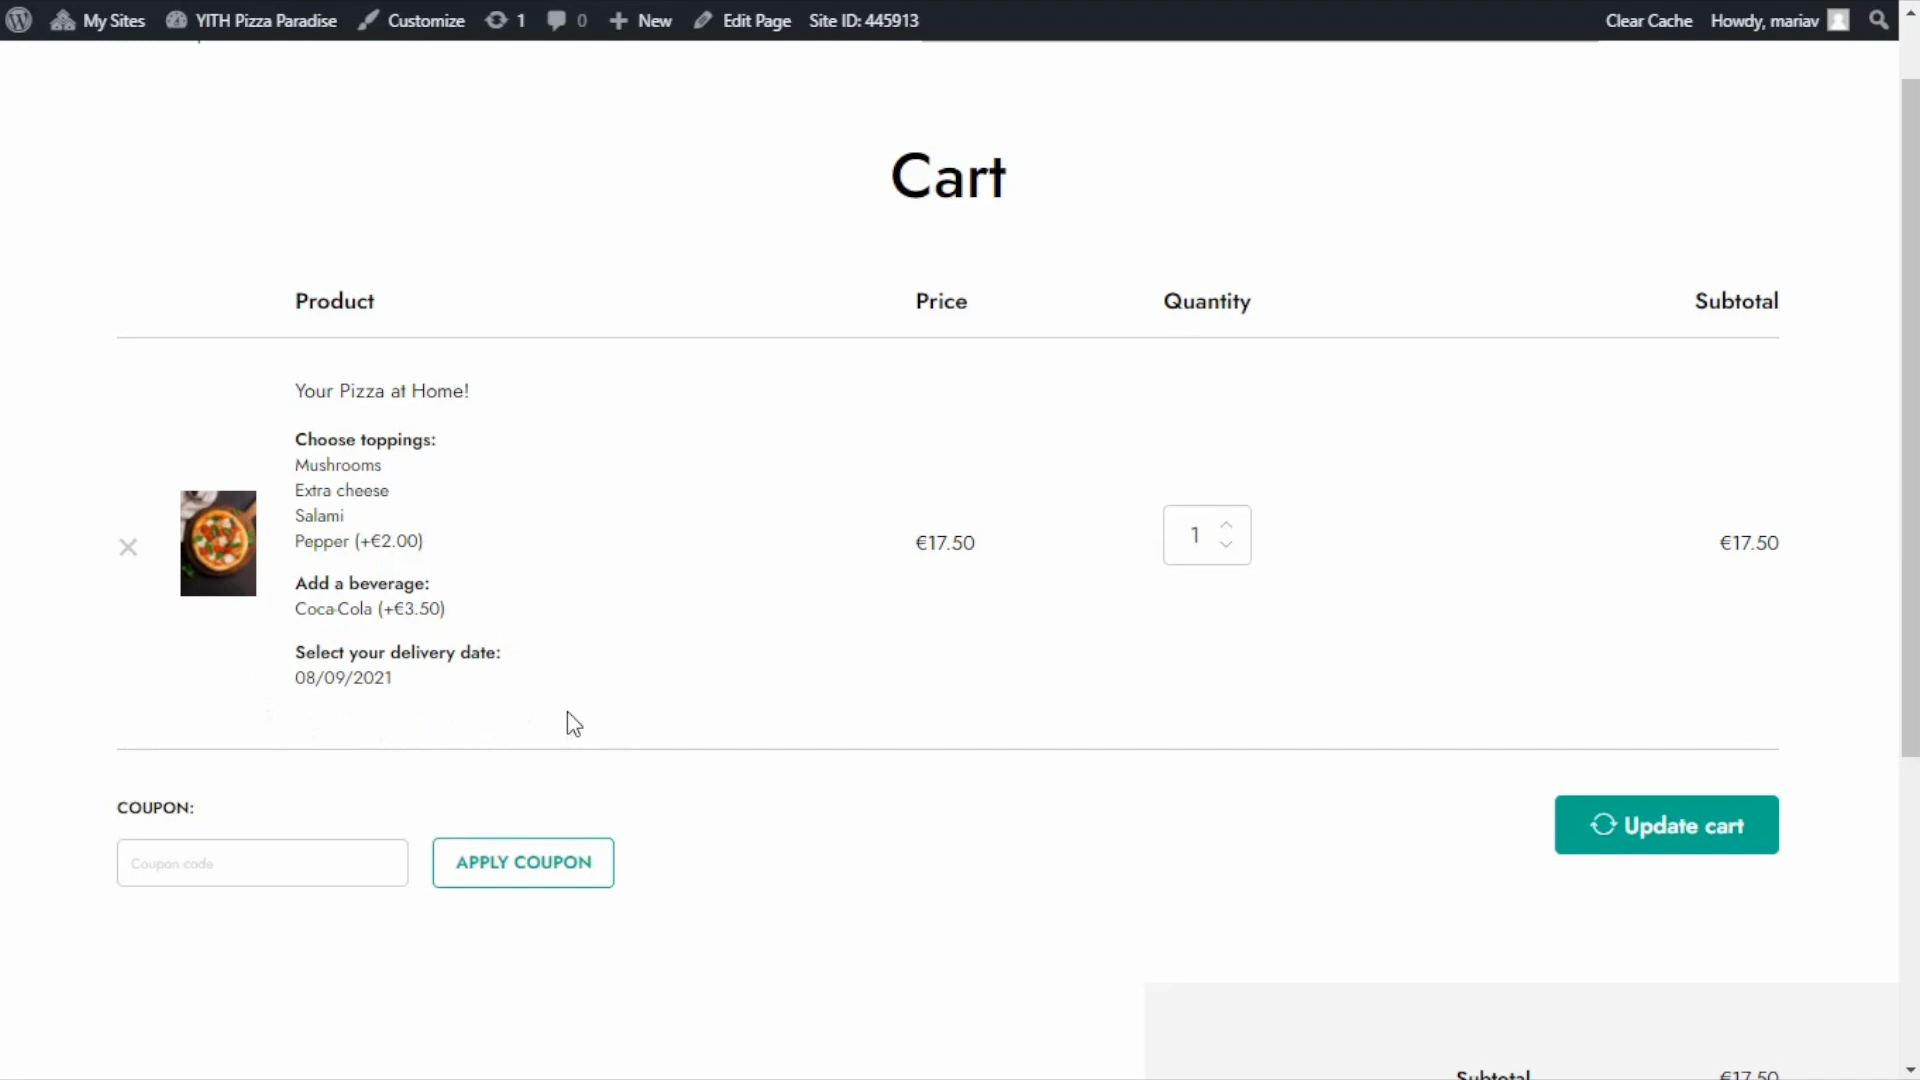 My Sites YITH Pizza Paradise Customize 1 0 New Edit Page Site ID: 445913 Clear Cache Howdy, mariav
Cart
Product Price Quantity Subtotal
Your Pizza at Home!
Choose toppings:
Mushrooms
Extra cheese
Salami
Pepper (+€2.00)
Add a beverage:
Coca-Cola (+€3.50)
Select your delivery date:
08/09/2021
€17.50 1 €17.50
COUPON:
Update cart
Coupon code APPLY COUPON
Subtotal €17.50